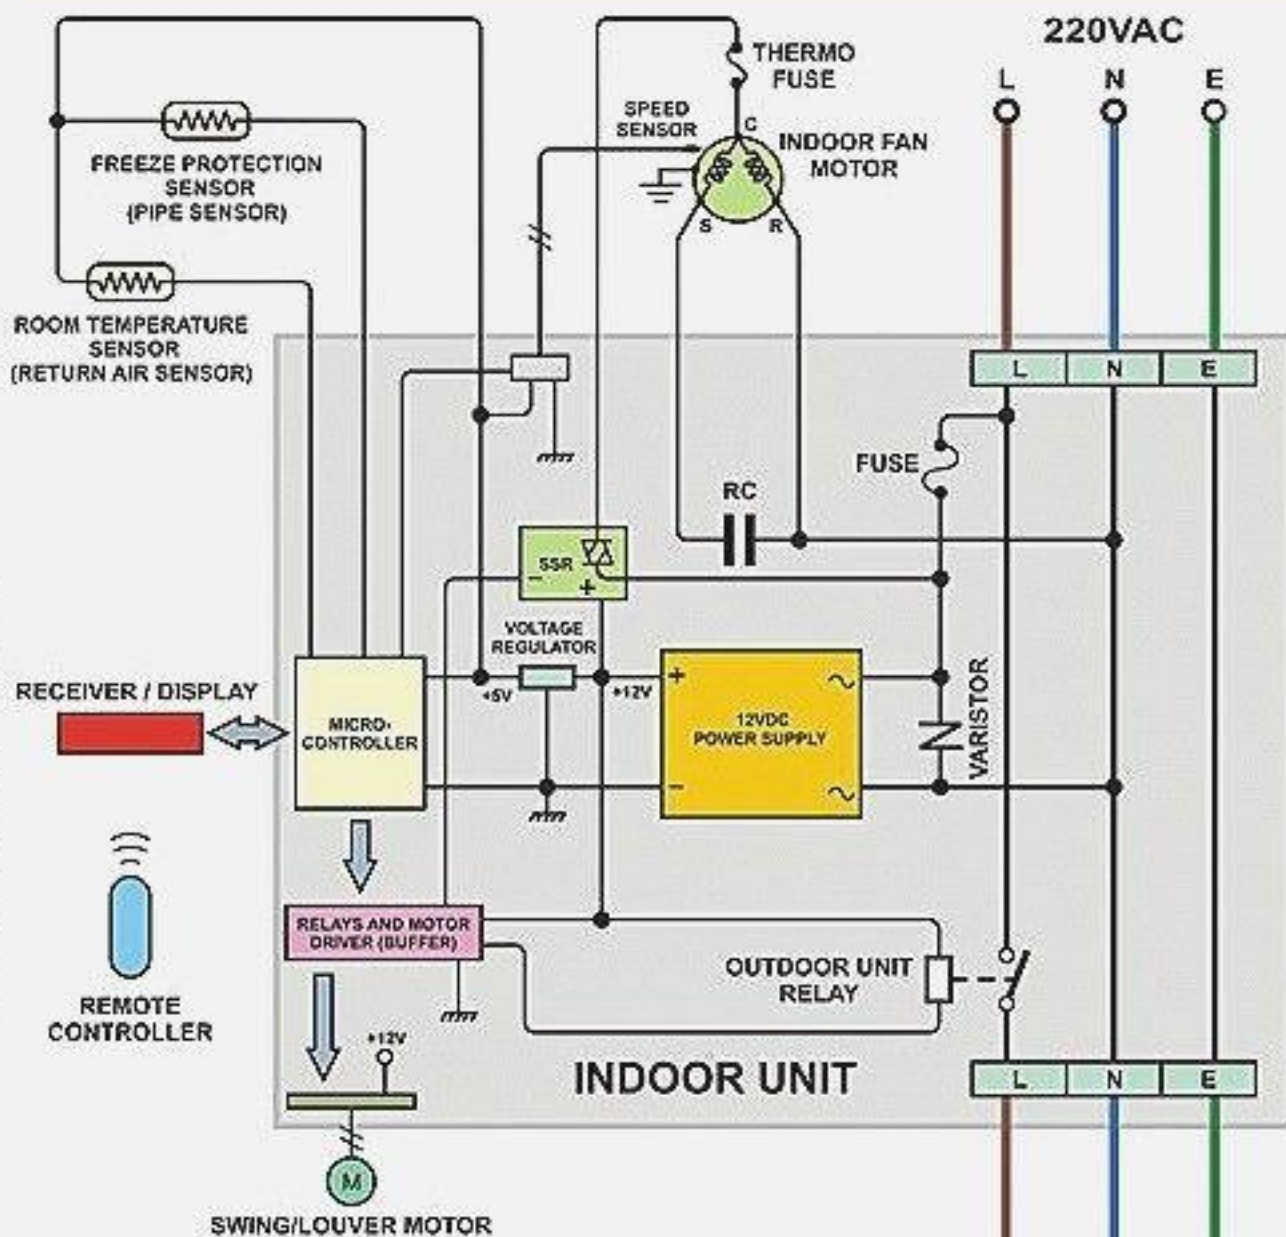 220VAC
L
N
E
THERMO
FUSE
SPEED
SENSOR
C
INDOOR FAN
MOTOR
S
R
FREEZE PROTECTION
SENSOR
(PIPE SENSOR)
ROOM TEMPERATURE
SENSOR
(RETURN AIR SENSOR)
L
N
E
FUSE
RC
SSR
-
+
VOLTAGE
REGULATOR
+5V
+12V
+
-
12VDC
POWER SUPPLY
VARISTOR
RECEIVER / DISPLAY
MICRO-
CONTROLLER
RELAYS AND MOTOR
DRIVER (BUFFER)
OUTDOOR UNIT
RELAY
REMOTE
CONTROLLER
+12V
INDOOR UNIT
L
N
E
M
SWING/LOUVER MOTOR